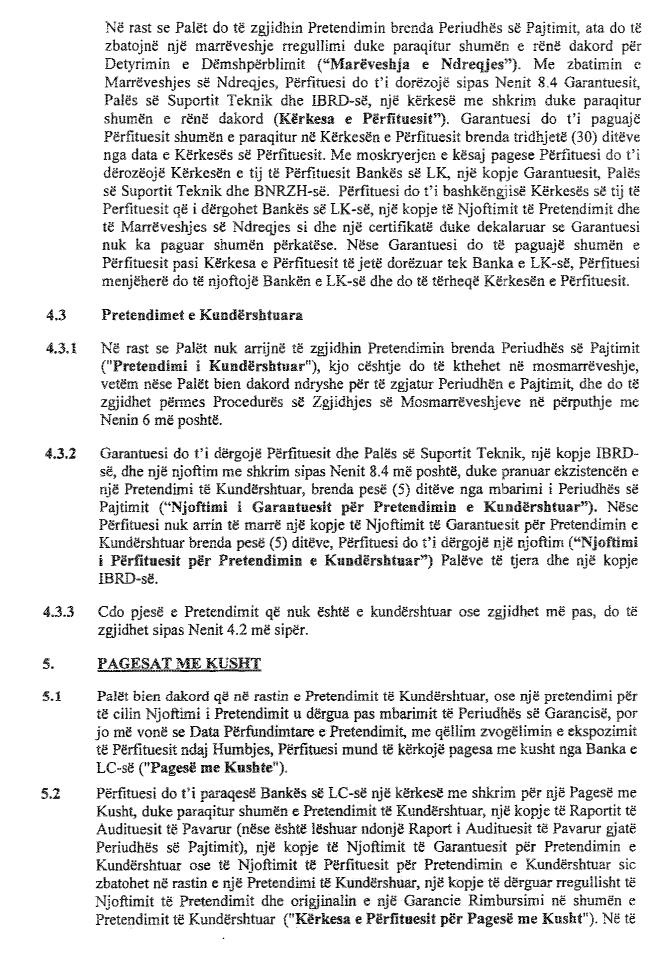 Në rast se Palët do të zgjidhin Pretendimin brenda Periudhës së Pajtimit, ata do të
zbatojnë një marrëveshje rregullimi duke paraqitur shumën e rënë dakord për
Detyrimin e Dëmshpërblimit (“Marëveshja e Ndreqjes”). Me zbatimin e
Marrëveshjes së Ndreqjes, Përfituesi do t’i dorëzojë sipas Nenit 8.4 Garantuesit,
Palës së Suportit Teknik dhe IBRD-së, një kërkesë me shkrim duke paraqitur
shumën e rënë dakord (Kërkesa e Përfituesit”). Garantuesi do t’i paguajë
Përfituesit shumën e paraqitur në Kërkesën e Përfituesit brenda tridhjetë (30) ditëve
nga data e Kërkesës së Përfituesit. Me moskryerjen e kësaj pagese Përfituesi do t’i
dërozëojë Kërkesën e tij të Përfituesit Bankës së LK, një kopje Garantuesit, Palës
së Suportit Teknik dhe BNRZH-së.  Përfituesi do t’i bashkëngjisë Kërkesës së tij të
Perfituesit që i dërgohet Bankës së LK-së, një kopje të Njoftimit të Pretendimit dhe
të Marrëveshjes së Ndreqjes si dhe një certifikatë duke dekalaruar se Garantuesi
nuk ka paguar shumën përkatëse. Nëse Garantuesi do të paguajë shumën e
Përfituesit pasi Kërkesa e Përfituesit të jetë dorëzuar tek Banka e LK-së, Përfituesi
menjëherë do të njoftojë Bankën e LK-së dhe do të tërheqë Kërkesën e Përfituesit.
4.3 Pretendimet e Kundërshtuara
4.3.1 Në rast se Palët nuk arrijnë të zgjidhin Pretendimin brenda Periudhës së Pajtimit
("Pretendimi i Kundërshtuar"), kjo cështje do të kthehet në mosmarrëveshje,
vetëm nëse Palët bien dakord ndryshe për të zgjatur Periudhën e Pajtimit, dhe do të
zgjidhet përmes Procedurës së Zgjidhjes së Mosmarrëveshjeve në përputhje me
Nenin 6 më poshtë.
4.3.2 Garantuesi do t’i dërgojë Përfituesit dhe Palës së Suportit Teknik, një kopje IBRD-
së, dhe një njoftim me shkrim sipas Nenit 8.4 më poshtë, duke pranuar ekzistencën e
një Pretendimi të Kundërshtuar, brenda pesë (5) ditëve nga mbarimi i Periudhës së
Pajtimit (“Njoftimi i Garantuesit për Pretendimin e Kundërshtuar”). Nëse
Përfituesi nuk arrin të marrë një kopje të Njoftimit të Garantuesit për Pretendimin e
Kundërshtuar brenda pesë (5) ditëve, Përfituesi do t’i dërgojë një njoftim (“Njoftimi
i Përfituesit për Pretendimin e Kundërshtuar”) Palëve të tjera dhe një kopje
IBRD-së.
4.3.3 Cdo pjesë e Pretendimit që nuk është e kundërshtuar ose zgjidhet më pas, do të
zgjidhet sipas Nenit 4.2 më sipër.
5. PAGESAT ME KUSHT
5.1 Palët bien dakord që në rastin e Pretendimit të Kundërshtuar, ose një pretendimi për
të cilin Njoftimi i Pretendimit u dërgua pas mbarimit të Periudhës së Garancisë, por
jo më vonë se Data Përfundimtare e Pretendimit, me qëllim zvogëlimin e ekspozimit
të Përfituesit ndaj Humbjes, Përfituesi mund të kërkojë pagesa me kusht nga Banka e
LC-së ("Pagesë me Kushte").
5.2 Përfituesi do t’i paraqesë Bankës së LC-së një kërkesë me shkrim për një Pagesë me
Kusht, duke paraqitur shumën e Pretendimit të Kundërshtuar, një kopje të Raportit të
Audituesit të Pavarur (nëse është lëshuar ndonjë Raport i Audituesit të Pavarur gjatë
Periudhës së Pajtimit), një kopje të Njoftimit të Garantuesit për Pretendimin e
Kundërshtuar ose të Njoftimit të Përfituesit për Pretendimin e Kundërshtuar sic
zbatohet në rastin e një Pretendimi të Kundërshuar, një kopje të dërguar rregullisht të
Njoftimit të Pretendimit dhe origjinalin e një Garancie Rimbursimi në shumën e
Pretendimit të Kundërshtuar ("Kërkesa e Përfituesit për Pagesë me Kusht"). Në të